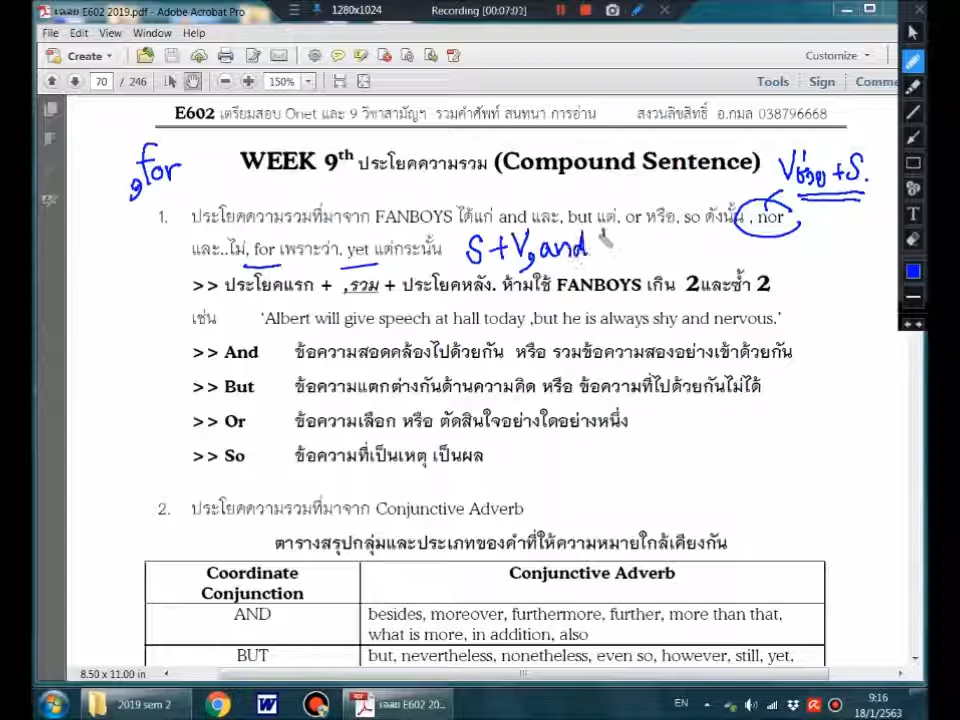 เฉลย E602 2019.pdf - Adobe Acrobat Pro
1280x1024
Recording [00:07:02]
File Edit View Window Help
Create
Customize
70 / 246
150%
Tools Sign Comme
E602 เตรียมสอบ Onet และ 9 วิชาสามัญฯ รวมคำศัพท์ สนทนา การอ่าน สงวนลิขสิทธิ์ อ.กมล 038796668
, for
WEEK 9th ประโยคความรวม (Compound Sentence)
Vช่วย + S.
1. ประโยคความรวมที่มาจาก FANBOYS ได้แก่ and และ, but แต่, or หรือ, so ดังนั้น , nor
และ..ไม่, for เพราะว่า, yet แต่กระนั้น
S + V, and
>> ประโยคแรก + ,รวม + ประโยคหลัง. ห้ามใช้ FANBOYS เกิน 2และซ้ำ 2
เช่น 'Albert will give speech at hall today ,but he is always shy and nervous.'
>> And ข้อความสอดคล้องไปด้วยกัน หรือ รวมข้อความสองอย่างเข้าด้วยกัน
>> But ข้อความแตกต่างกันด้านความคิด หรือ ข้อความที่ไปด้วยกันไม่ได้
>> Or ข้อความเลือก หรือ ตัดสินใจอย่างใดอย่างหนึ่ง
>> So ข้อความที่เป็นเหตุ เป็นผล
2. ประโยคความรวมที่มาจาก Conjunctive Adverb
ตารางสรุปกลุ่มและประเภทของคำที่ให้ความหมายใกล้เคียงกัน
Coordinate Conjunction
Conjunctive Adverb
AND
besides, moreover, furthermore, further, more than that,
what is more, in addition, also
BUT
but, nevertheless, nonetheless, even so, however, still, yet,
8.50 x 11.00 in
2019 sem 2
เฉลย E602 20...
EN
9:16
18/1/2563